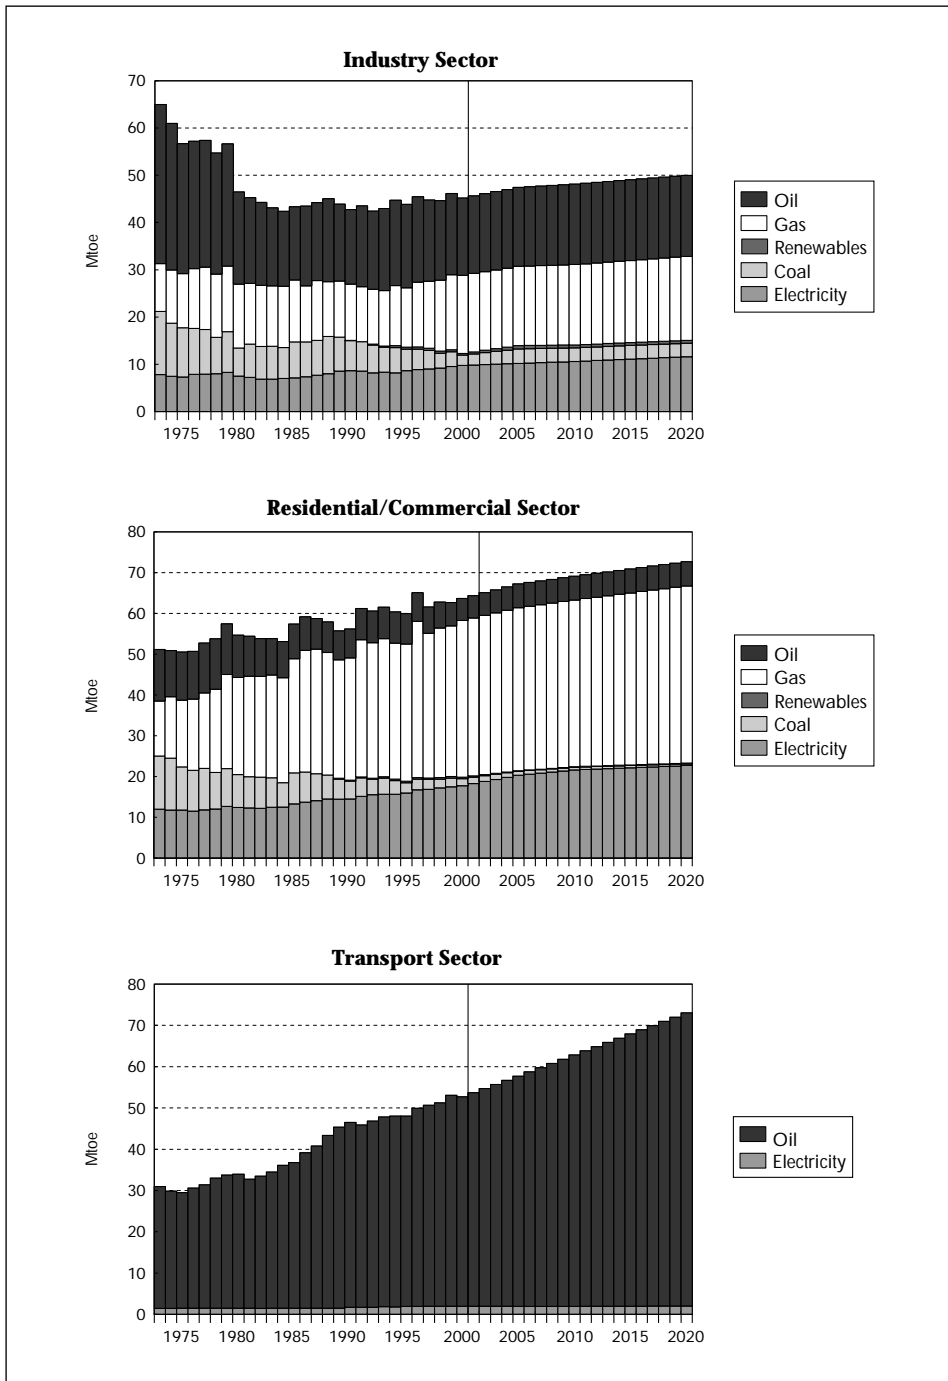 Industry Sector
70
60
50
40
30
20
10
0
Mtoe
1975 1980 1985 1990 1995 2000 2005 2010 2015 2020
Oil
Gas
Renewables
Coal
Electricity
Residential/Commercial Sector
80
70
60
50
40
30
20
10
0
Mtoe
1975 1980 1985 1990 1995 2000 2005 2010 2015 2020
Oil
Gas
Renewables
Coal
Electricity
Transport Sector
80
70
60
50
40
30
20
10
0
Mtoe
1975 1980 1985 1990 1995 2000 2005 2010 2015 2020
Oil
Electricity